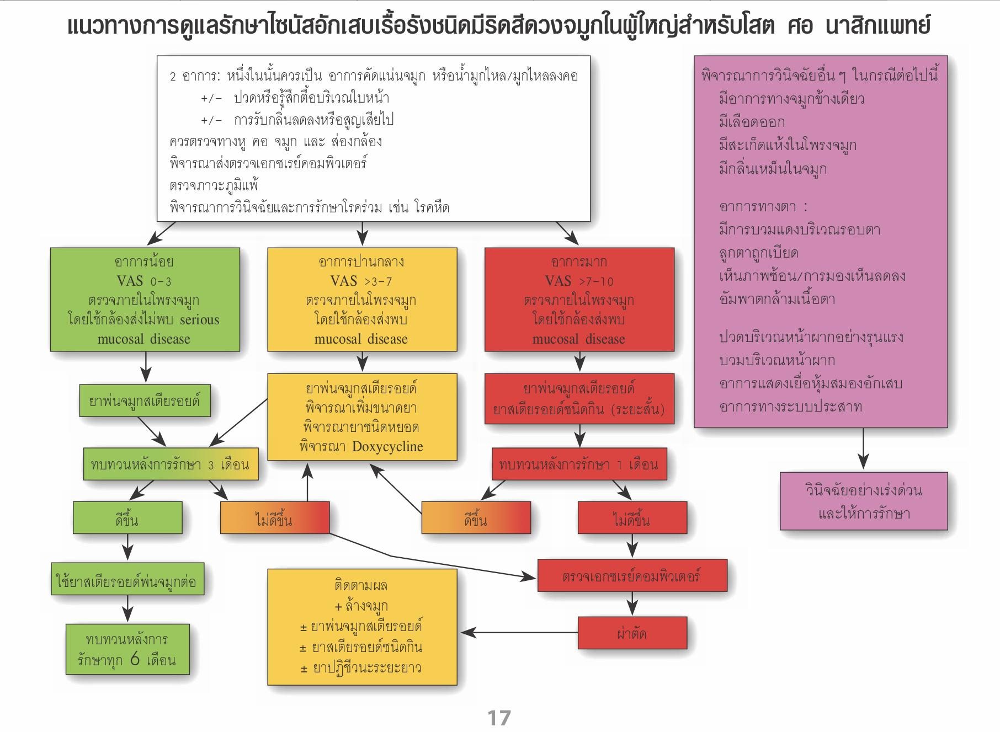 แนวทางการดูแลรักษาไซนัสอักเสบเรื้อรังชนิดมีริดสีดวงจมูกในผู้ใหญ่สำหรับโสต ศอ นาสิกแพทย์
2 อาการ: หนึ่งในนั้นควรเป็น อาการคัดแน่นจมูก หรือน้ำมูกไหล/มูกไหลลงคอ
+/- ปวดหรือรู้สึกตื้อบริเวณใบหน้า
+/- การรับกลิ่นลดลงหรือสูญเสียไป
ควรตรวจทางหู คอ จมูก และ ส่องกล้อง
พิจารณาส่งตรวจเอกซเรย์คอมพิวเตอร์
ตรวจภาวะภูมิแพ้
พิจารณาการวินิจฉัยและการรักษาโรคร่วม เช่น โรคหืด
อาการน้อย
VAS 0-3
ตรวจภายในโพรงจมูก
โดยใช้กล้องส่งไม่พบ serious
mucosal disease
อาการปานกลาง
VAS >3-7
ตรวจภายในโพรงจมูก
โดยใช้กล้องส่งพบ
mucosal disease
อาการมาก
VAS >7-10
ตรวจภายในโพรงจมูก
โดยใช้กล้องส่งพบ
mucosal disease
ยาพ่นจมูกสเตียรอยด์
ยาพ่นจมูกสเตียรอยด์
พิจารณาเพิ่มขนาดยา
พิจารณายาชนิดหยอด
พิจารณา Doxycycline
ยาพ่นจมูกสเตียรอยด์
ยาสเตียรอยด์ชนิดกิน (ระยะสั้น)
ทบทวนหลังการรักษา 3 เดือน
ทบทวนหลังการรักษา 1 เดือน
ดีขึ้น
ไม่ดีขึ้น
ดีขึ้น
ไม่ดีขึ้น
ใช้ยาสเตียรอยด์พ่นจมูกต่อ
ทบทวนหลังการ
รักษาทุก 6 เดือน
ติดตามผล
+ ล้างจมูก
± ยาพ่นจมูกสเตียรอยด์
± ยาสเตียรอยด์ชนิดกิน
± ยาปฏิชีวนะระยะยาว
ตรวจเอกซเรย์คอมพิวเตอร์
ผ่าตัด
พิจารณาการวินิจฉัยอื่นๆ ในกรณีต่อไปนี้
มีอาการทางจมูกข้างเดียว
มีเลือดออก
มีสะเก็ดแห้งในโพรงจมูก
มีกลิ่นเหม็นในจมูก
อาการทางตา :
มีการบวมแดงบริเวณรอบตา
ลูกตาถูกเบียด
เห็นภาพซ้อน/การมองเห็นลดลง
อัมพาตกล้ามเนื้อตา
ปวดบริเวณหน้าผากอย่างรุนแรง
บวมบริเวณหน้าผาก
อาการแสดงเยื่อหุ้มสมองอักเสบ
อาการทางระบบประสาท
วินิจฉัยอย่างเร่งด่วน
และให้การรักษา
17